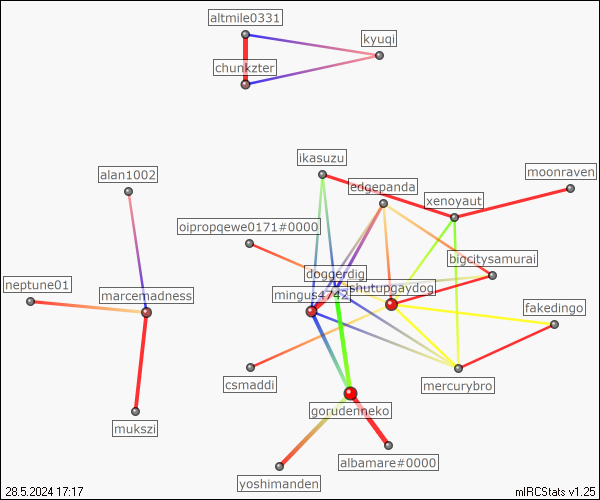 altmile0331
kyuqi
chunkzter
ikasuzu
moonraven
alan1002
edgepanda
xenoyaut
oipropqewe0171#0000
bigcitysamurai
doggerdig
neptune01
shutupgaydog
marcemadness
mingus4742
fakedingo
csmaddi
mercurybro
gorudenneko
mukszi
albamare#0000
yoshimanden
28.5.2024 17:17
mIRCStats v1.25